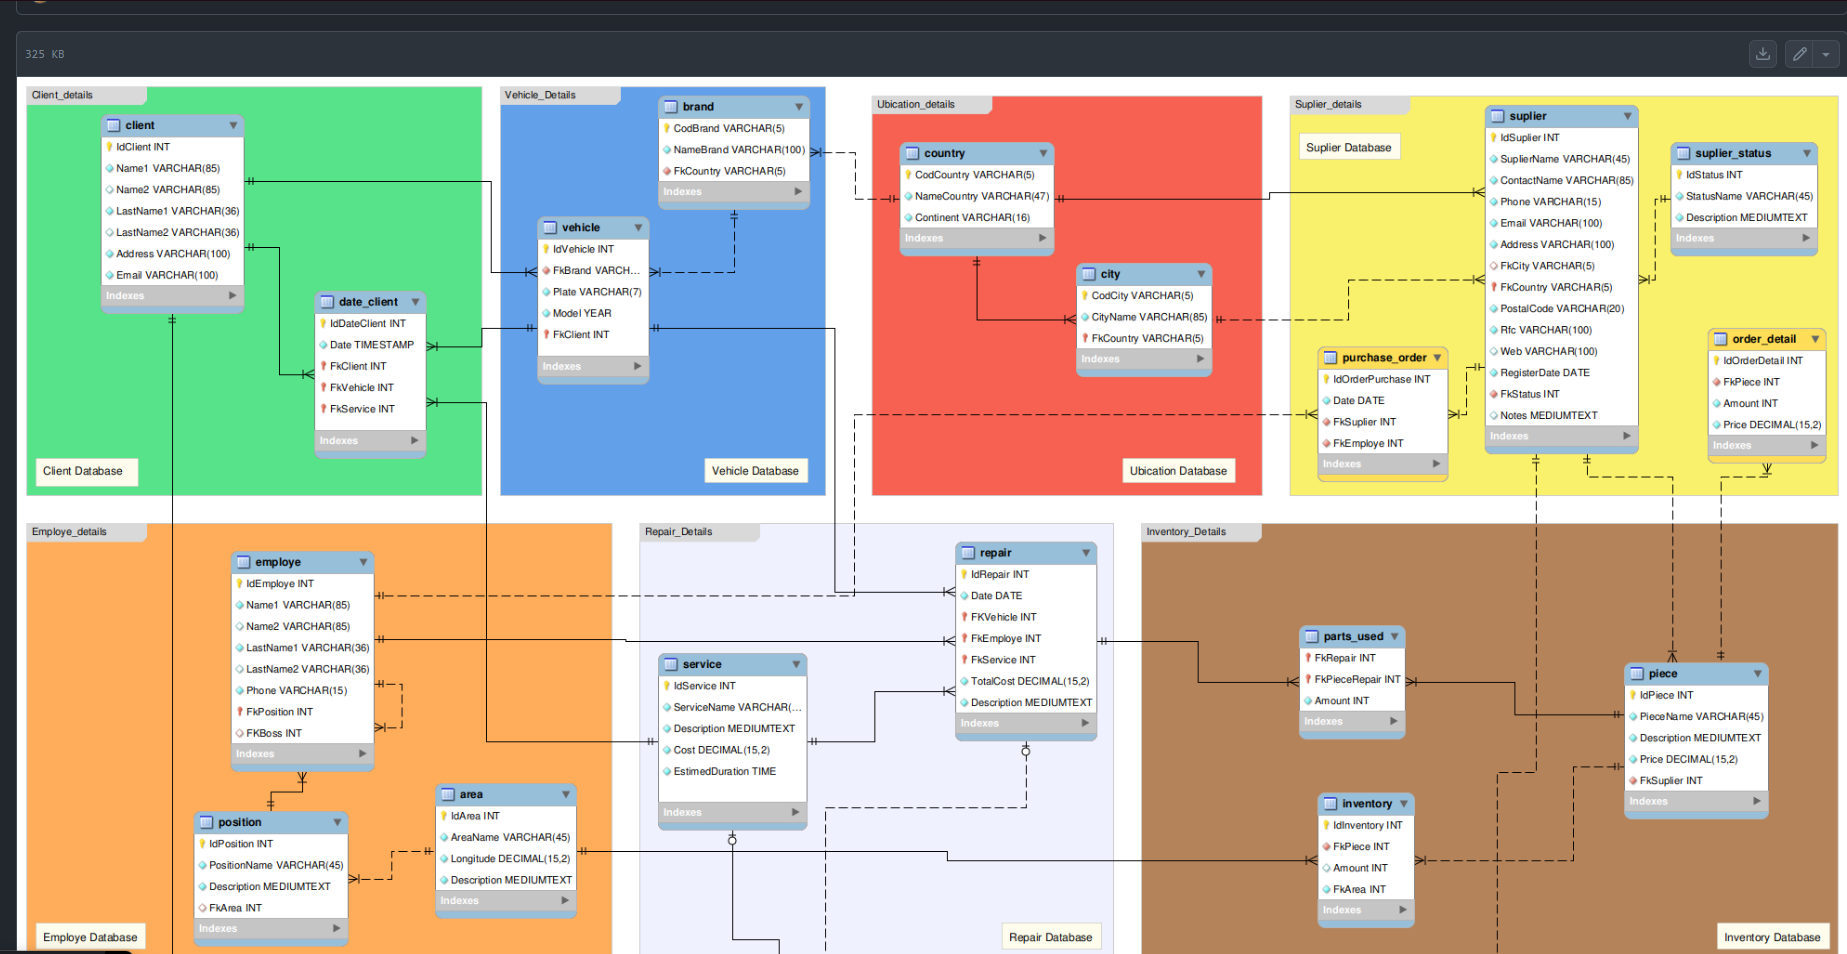 325 KB
Client_details
client
IdClient INT
Name1 VARCHAR(85)
Name2 VARCHAR(85)
LastName1 VARCHAR(36)
LastName2 VARCHAR(36)
Address VARCHAR(100)
Email VARCHAR(100)
Indexes
date_client
IdDateClient INT
Date TIMESTAMP
FkClient INT
FkVehicle INT
FkService INT
Indexes
Client Database
Vehicle_Details
brand
CodBrand VARCHAR(5)
NameBrand VARCHAR(100)
FkCountry VARCHAR(5)
Indexes
vehicle
IdVehicle INT
FkBrand VARCH...
Plate VARCHAR(7)
Model YEAR
FkClient INT
Indexes
Vehicle Database
Ubication_details
country
CodCountry VARCHAR(5)
NameCountry VARCHAR(47)
Continent VARCHAR(16)
Indexes
city
CodCity VARCHAR(5)
CityName VARCHAR(85)
FkCountry VARCHAR(5)
Indexes
Ubication Database
Suplier_details
Suplier Database
suplier
IdSuplier INT
SuplierName VARCHAR(45)
ContactName VARCHAR(85)
Phone VARCHAR(15)
Email VARCHAR(100)
Address VARCHAR(100)
FkCity VARCHAR(5)
FkCountry VARCHAR(5)
PostalCode VARCHAR(20)
Rfc VARCHAR(100)
Web VARCHAR(100)
RegisterDate DATE
FkStatus INT
Notes MEDIUMTEXT
Indexes
suplier_status
IdStatus INT
StatusName VARCHAR(45)
Description MEDIUMTEXT
Indexes
purchase_order
IdOrderPurchase INT
Date DATE
FkSuplier INT
FkEmploye INT
Indexes
order_detail
IdOrderDetail INT
FkPiece INT
Amount INT
Price DECIMAL(15,2)
Indexes
Employe_details
employe
IdEmploye INT
Name1 VARCHAR(85)
Name2 VARCHAR(85)
LastName1 VARCHAR(36)
LastName2 VARCHAR(36)
Phone VARCHAR(15)
FkPosition INT
FKBoss INT
Indexes
position
IdPosition INT
PositionName VARCHAR(45)
Description MEDIUMTEXT
FkArea INT
Indexes
area
IdArea INT
AreaName VARCHAR(45)
Longitude DECIMAL(15,2)
Description MEDIUMTEXT
Indexes
Employe Database
Repair_Details
repair
IdRepair INT
Date DATE
FKVehicle INT
FkEmploye INT
FkService INT
TotalCost DECIMAL(15,2)
Description MEDIUMTEXT
Indexes
service
IdService INT
ServiceName VARCHAR(...
Description MEDIUMTEXT
Cost DECIMAL(15,2)
EstimedDuration TIME
Indexes
Repair Database
Inventory_Details
parts_used
FkRepair INT
FkPieceRepair INT
Amount INT
Indexes
piece
IdPiece INT
PieceName VARCHAR(45)
Description MEDIUMTEXT
Price DECIMAL(15,2)
FkSuplier INT
Indexes
inventory
IdInventory INT
FkPiece INT
Amount INT
FkArea INT
Indexes
Inventory Database